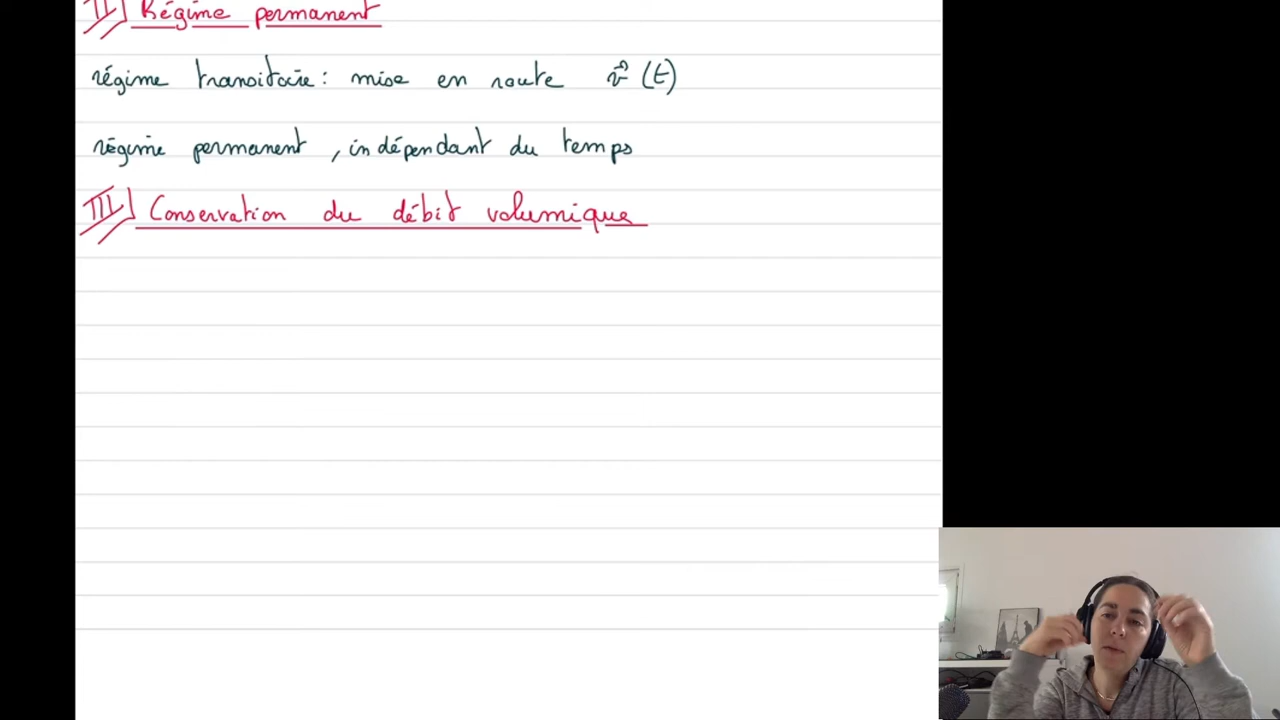 II] Régime permanent
régime transitoire : mise en route v⃗ (t)
régime permanent , indépendant du temps
III] Conservation du débit volumique